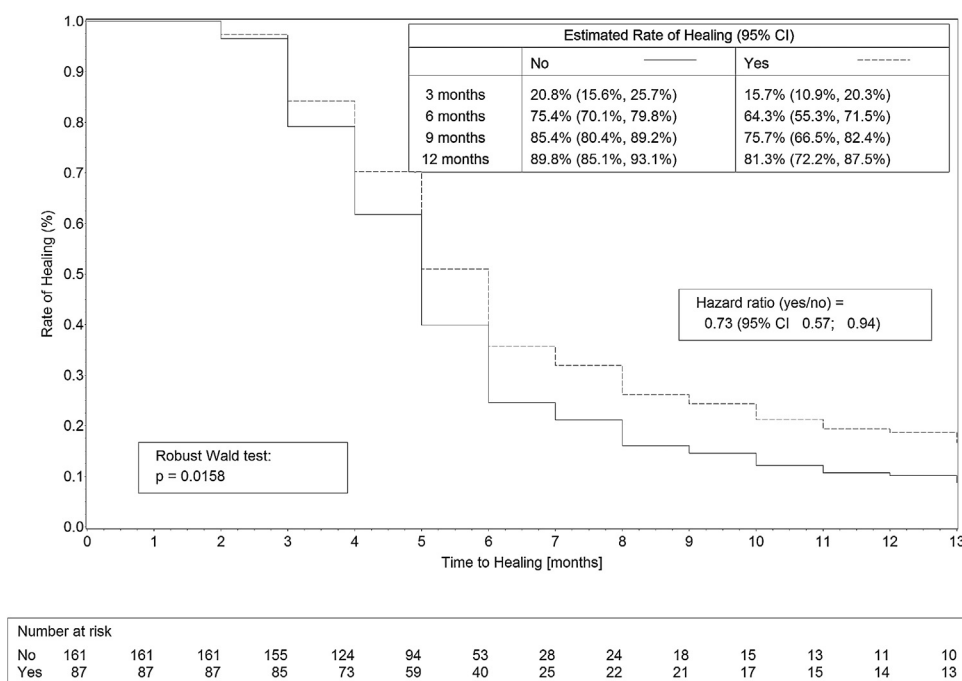 Estimated Rate of Healing (95% CI)
No Yes
3 months 20.8% (15.6%, 25.7%) 15.7% (10.9%, 20.3%)
6 months 75.4% (70.1%, 79.8%) 64.3% (55.3%, 71.5%)
9 months 85.4% (80.4%, 89.2%) 75.7% (66.5%, 82.4%)
12 months 89.8% (85.1%, 93.1%) 81.3% (72.2%, 87.5%)
Rate of Healing (%)
1.0
0.9
0.8
0.7
0.6
0.5
0.4
0.3
0.2
0.1
0.0
Hazard ratio (yes/no) =
0.73 (95% CI 0.57; 0.94)
Robust Wald test:
p = 0.0158
0 1 2 3 4 5 6 7 8 9 10 11 12 13
Time to Healing [months]
Number at risk
No 161 161 161 155 124 94 53 28 24 18 15 13 11 10
Yes 87 87 87 85 73 59 40 25 22 21 17 15 14 13